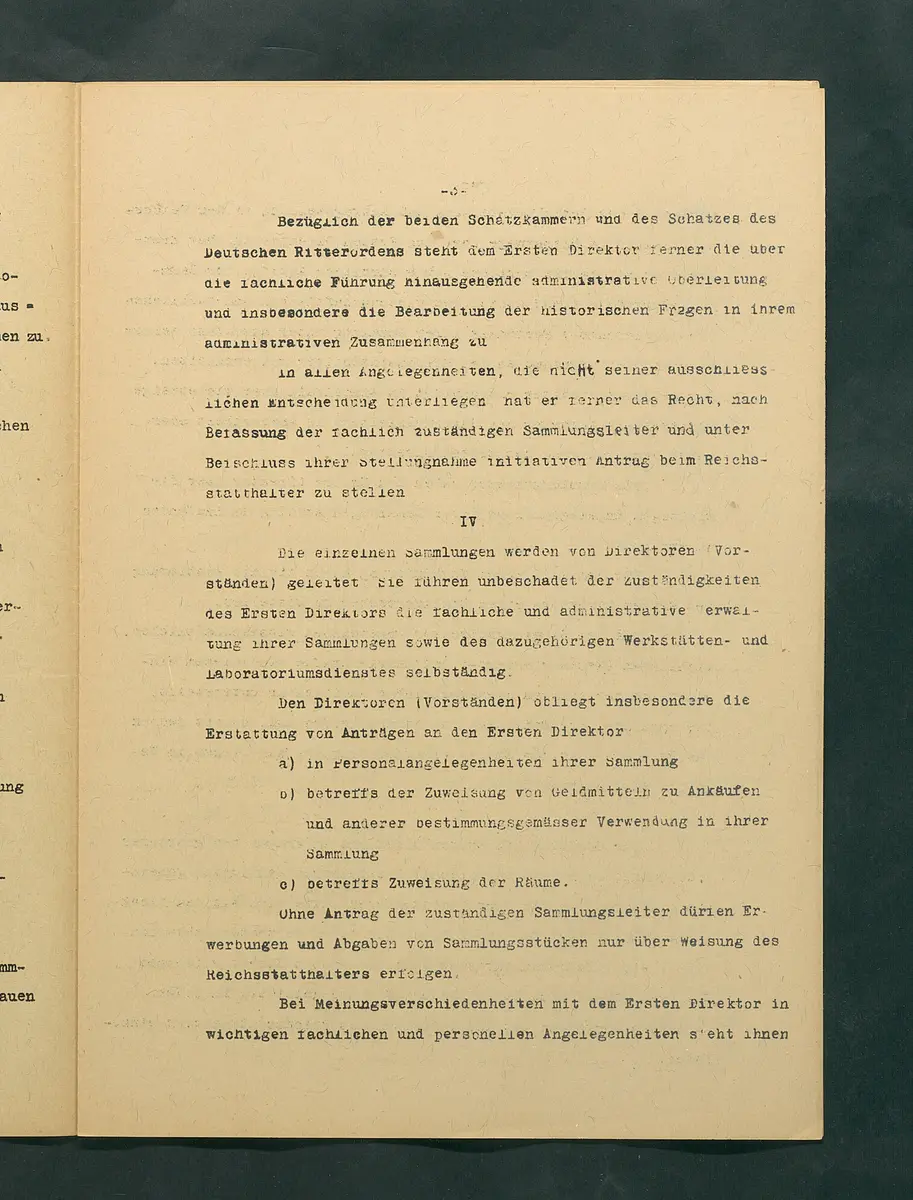 o-
us =
en zu.
hen
er-
ung
mm-
auen
-3-
Bezüglich der beiden Schatzkammern und des Schatzes des
Deutschen Ritterordens steht dem Ersten Direktor ferner die über
die fachliche Führung hinausgehende administrative Oberleitung
und insbesondere die Bearbeitung der historischen Fragen in ihrem
administrativen Zusammenhang zu
In allen Angelegenheiten, die nicht seiner ausschliess
lichen Entscheidung unterliegen hat er ferner das Recht, nach
Befassung der fachlich zuständigen Sammlungsleiter und unter
Beischluss ihrer Stellungnahme initiativen Antrag beim Reichs-
statthalter zu stellen
IV.
Die einzelnen Sammlungen werden von Direktoren (Vor-
ständen) geleitet Sie führen unbeschadet der Zuständigkeiten
des Ersten Direktors die fachliche und administrative Verwal-
tung ihrer Sammlungen sowie des dazugehörigen Werkstätten- und
Laboratoriumsdienstes selbständig.
Den Direktoren (Vorständen) obliegt insbesondere die
Erstattung von Anträgen an den Ersten Direktor
a) in Personalangelegenheiten ihrer Sammlung
b) betreffs der Zuweisung von Geldmitteln zu Ankäufen
und anderer bestimmungsgemässer Verwendung in ihrer
Sammlung
c) betreffs Zuweisung der Räume.
Ohne Antrag der zuständigen Sammlungsleiter dürfen Er-
werbungen und Abgaben von Sammlungsstücken nur über Weisung des
Reichsstatthalters erfolgen.
Bei Meinungsverschiedenheiten mit dem Ersten Direktor in
wichtigen fachlichen und personellen Angelegenheiten steht ihnen